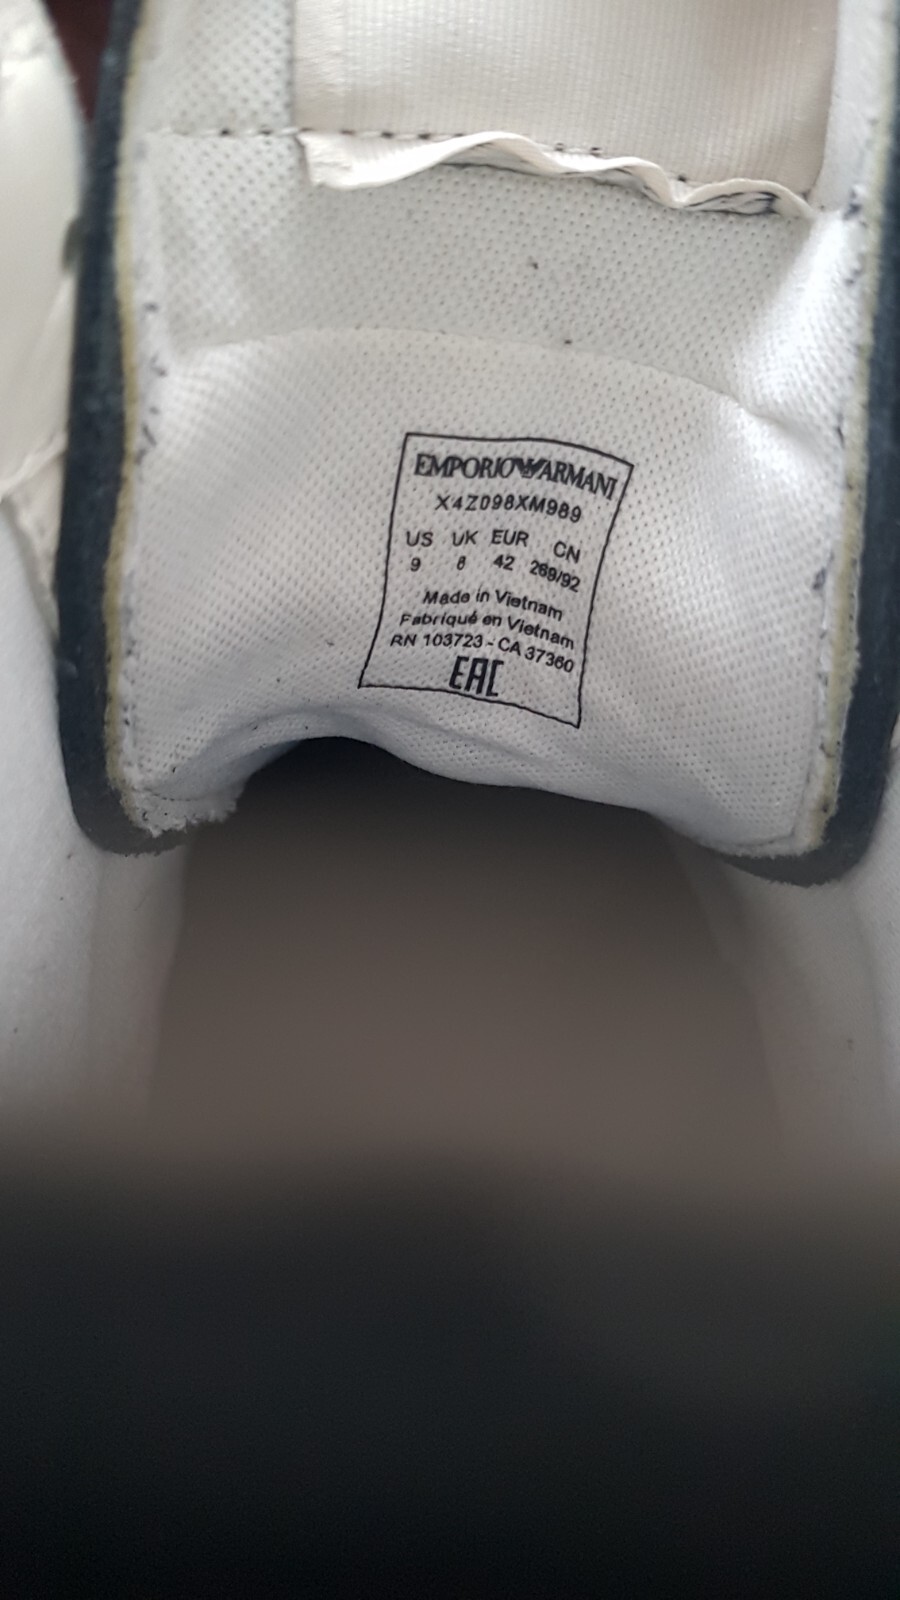 EMPORIO ARMANI
X4Z098XM989
US UK EUR CN
9 8 42 269/92
Made in Vietnam
Fabriqué en Vietnam
RN 103723 - CA 37360
EAC